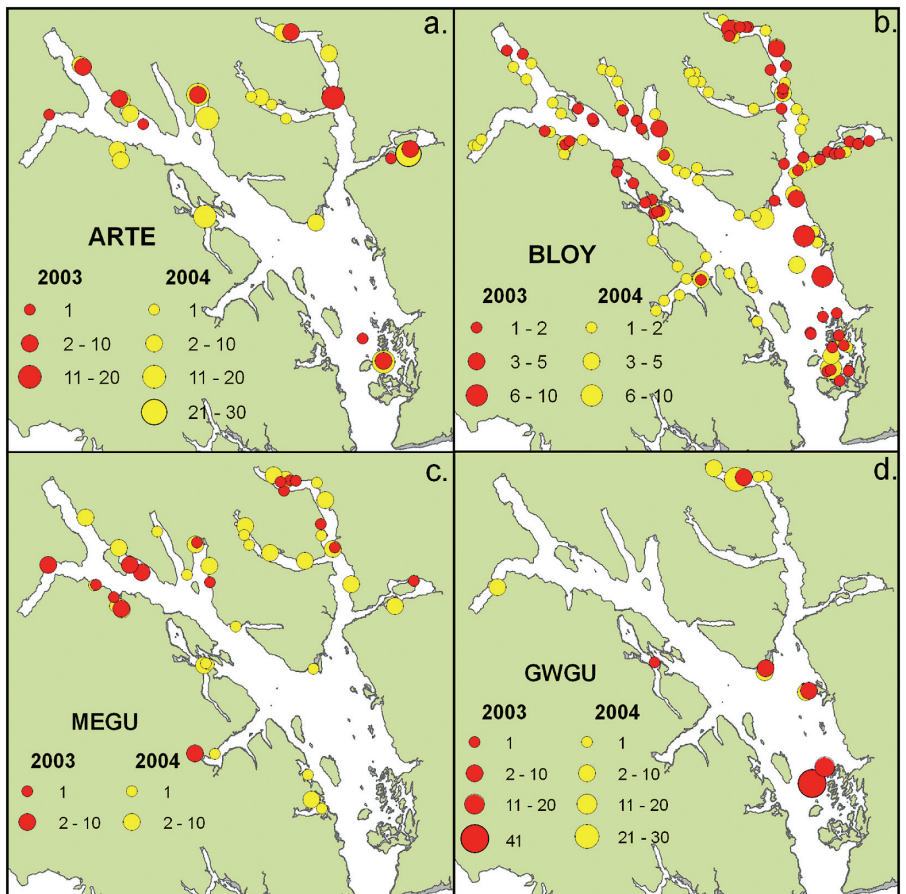 a.
ARTE
2003 2004
1 1
2 - 10 2 - 10
11 - 20 11 - 20
21 - 30
b.
BLOY
2003 2004
1 - 2 1 - 2
3 - 5 3 - 5
6 - 10 6 - 10
c.
MEGU
2003 2004
1 1
2 - 10 2 - 10
d.
GWGU
2003 2004
1 1
2 - 10 2 - 10
11 - 20 11 - 20
41 21 - 30